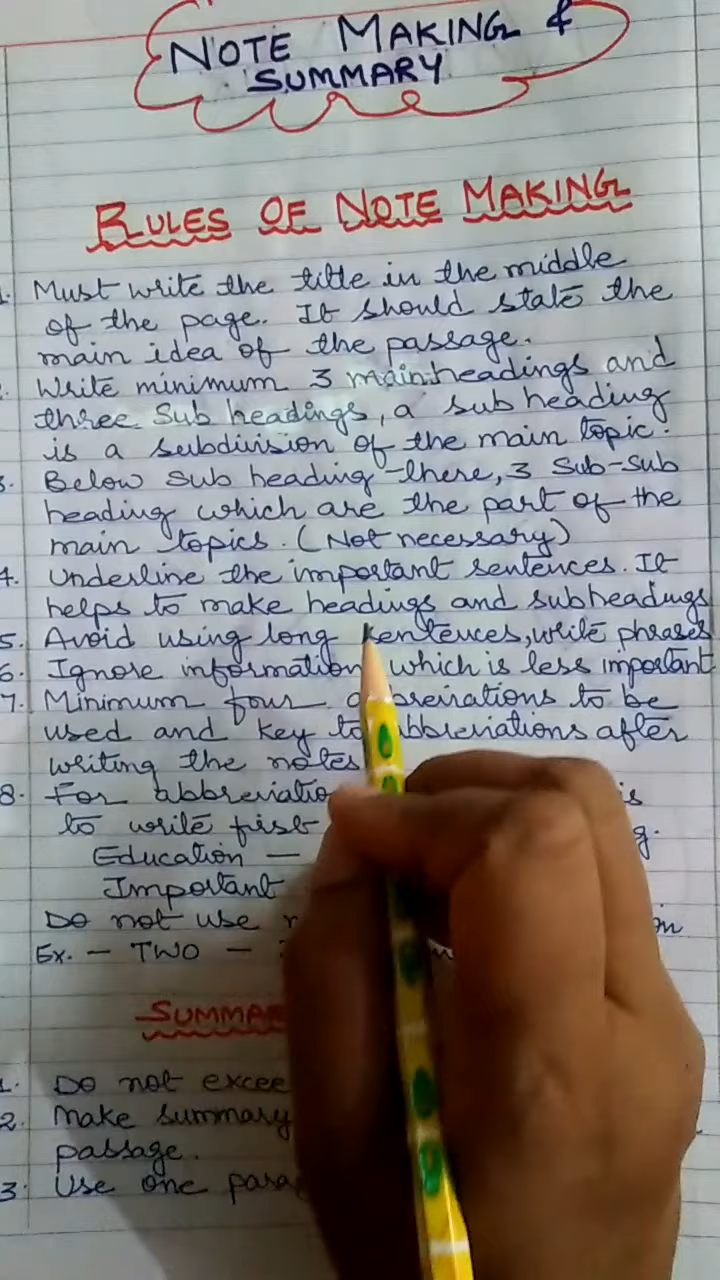 NOTE MAKING &
SUMMARY
RULES OF NOTE MAKING
1. Must write the title in the middle
of the page. It should state the
main idea of the passage.
2. Write minimum 3 main headings and
three Sub headings, a sub heading
is a subdivision of the main topic.
3. Below Sub heading there, 3 Sub-sub
heading which are the part of the
main topics. (Not necessary)
4. Underline the important sentences. It
helps to make headings and subheadings
5. Avoid using long sentences, write phrases
6. Ignore information which is less important
7. Minimum four abbreviations to be
used and key to abbreviations after
writing the notes
8. For abbreviatio is
to write first g.
Education —
Important
Do not use
Ex. — TWO —
SUMMA
1. Do not excee
2. Make summary
passage.
3. Use one para